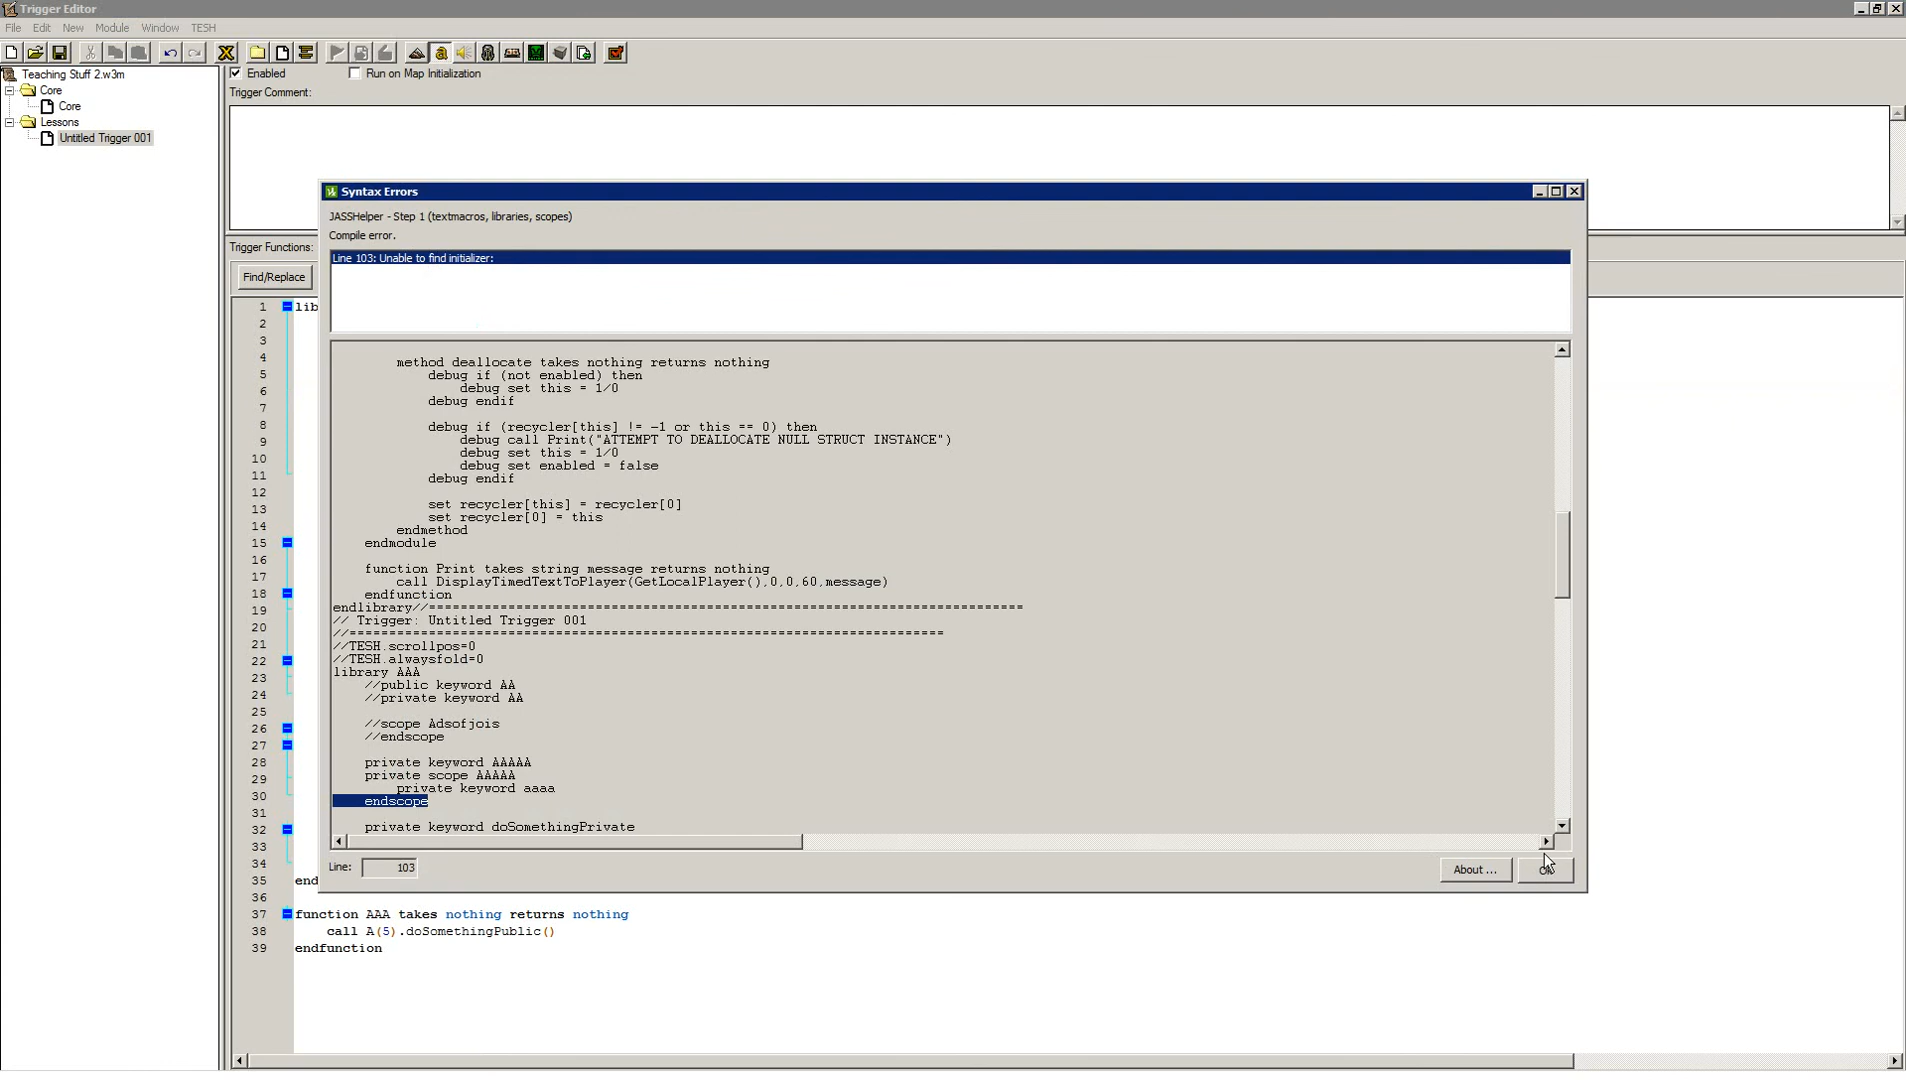 Trigger Editor
File Edit New Module Window TESH
Teaching Stuff 2.w3m
Core
Core
Lessons
Untitled Trigger 001
Enabled Run on Map Initialization
Trigger Comment:
Trigger Functions:
Find/Replace
Syntax Errors
JASSHelper - Step 1 (textmacros, libraries, scopes)
Compile error.
Line 103: Unable to find initializer:
method deallocate takes nothing returns nothing
debug if (not enabled) then
debug set this = 1/0
debug endif
debug if (recycler[this] != -1 or this == 0) then
debug call Print("ATTEMPT TO DEALLOCATE NULL STRUCT INSTANCE")
debug set this = 1/0
debug set enabled = false
debug endif
set recycler[this] = recycler[0]
set recycler[0] = this
endmethod
endmodule
function Print takes string message returns nothing
call DisplayTimedTextToPlayer(GetLocalPlayer(),0,0,60,message)
endfunction
endlibrary//===========================================================================
// Trigger: Untitled Trigger 001
//===========================================================================
//TESH.scrollpos=0
//TESH.alwaysfold=0
library AAA
//public keyword AA
//private keyword AA
//scope Adsofjois
//endscope
private keyword AAAAA
private scope AAAAA
private keyword aaaa
endscope
private keyword doSomethingPrivate
Line: 103
About ...
1 lib
2
3
4
5
6
7
8
9
10
11
12
13
14
15
16
17
18
19
20
21
22
23
24
25
26
27
28
29
30
31
32
33
34
35 end
36
37 function AAA takes nothing returns nothing
38 call A(5).doSomethingPublic()
39 endfunction